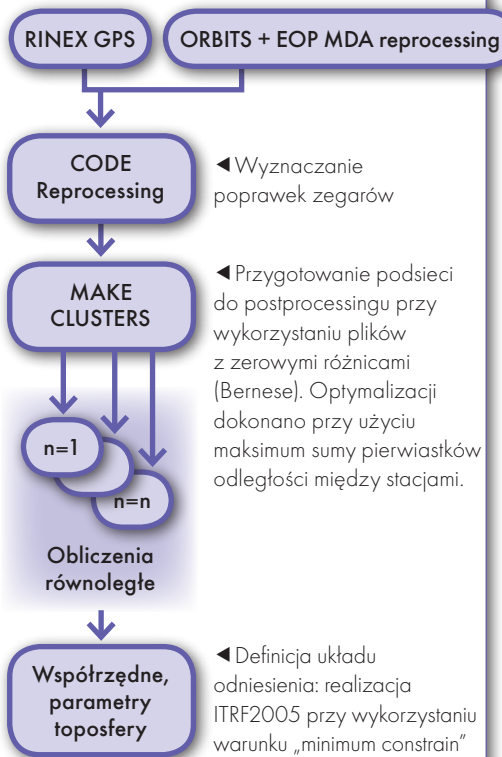 RINEX GPS
ORBITS + EOP MDA reprocessing
CODE
Reprocessing
◄Wyznaczanie
poprawek zegarów
MAKE
CLUSTERS
◄Przygotowanie podsieci
do postprocessingu przy
wykorzystaniu plików
z zerowymi różnicami
(Bernese). Optymalizacji
dokonano przy użyciu
maksimum sumy pierwiastków
odległości między stacjami.
n=1
n=n
Obliczenia
równoległe
Współrzędne,
parametry
toposfery
◄Definicja układu
odniesienia: realizacja
ITRF2005 przy wykorzystaniu
warunku „minimum constrain”